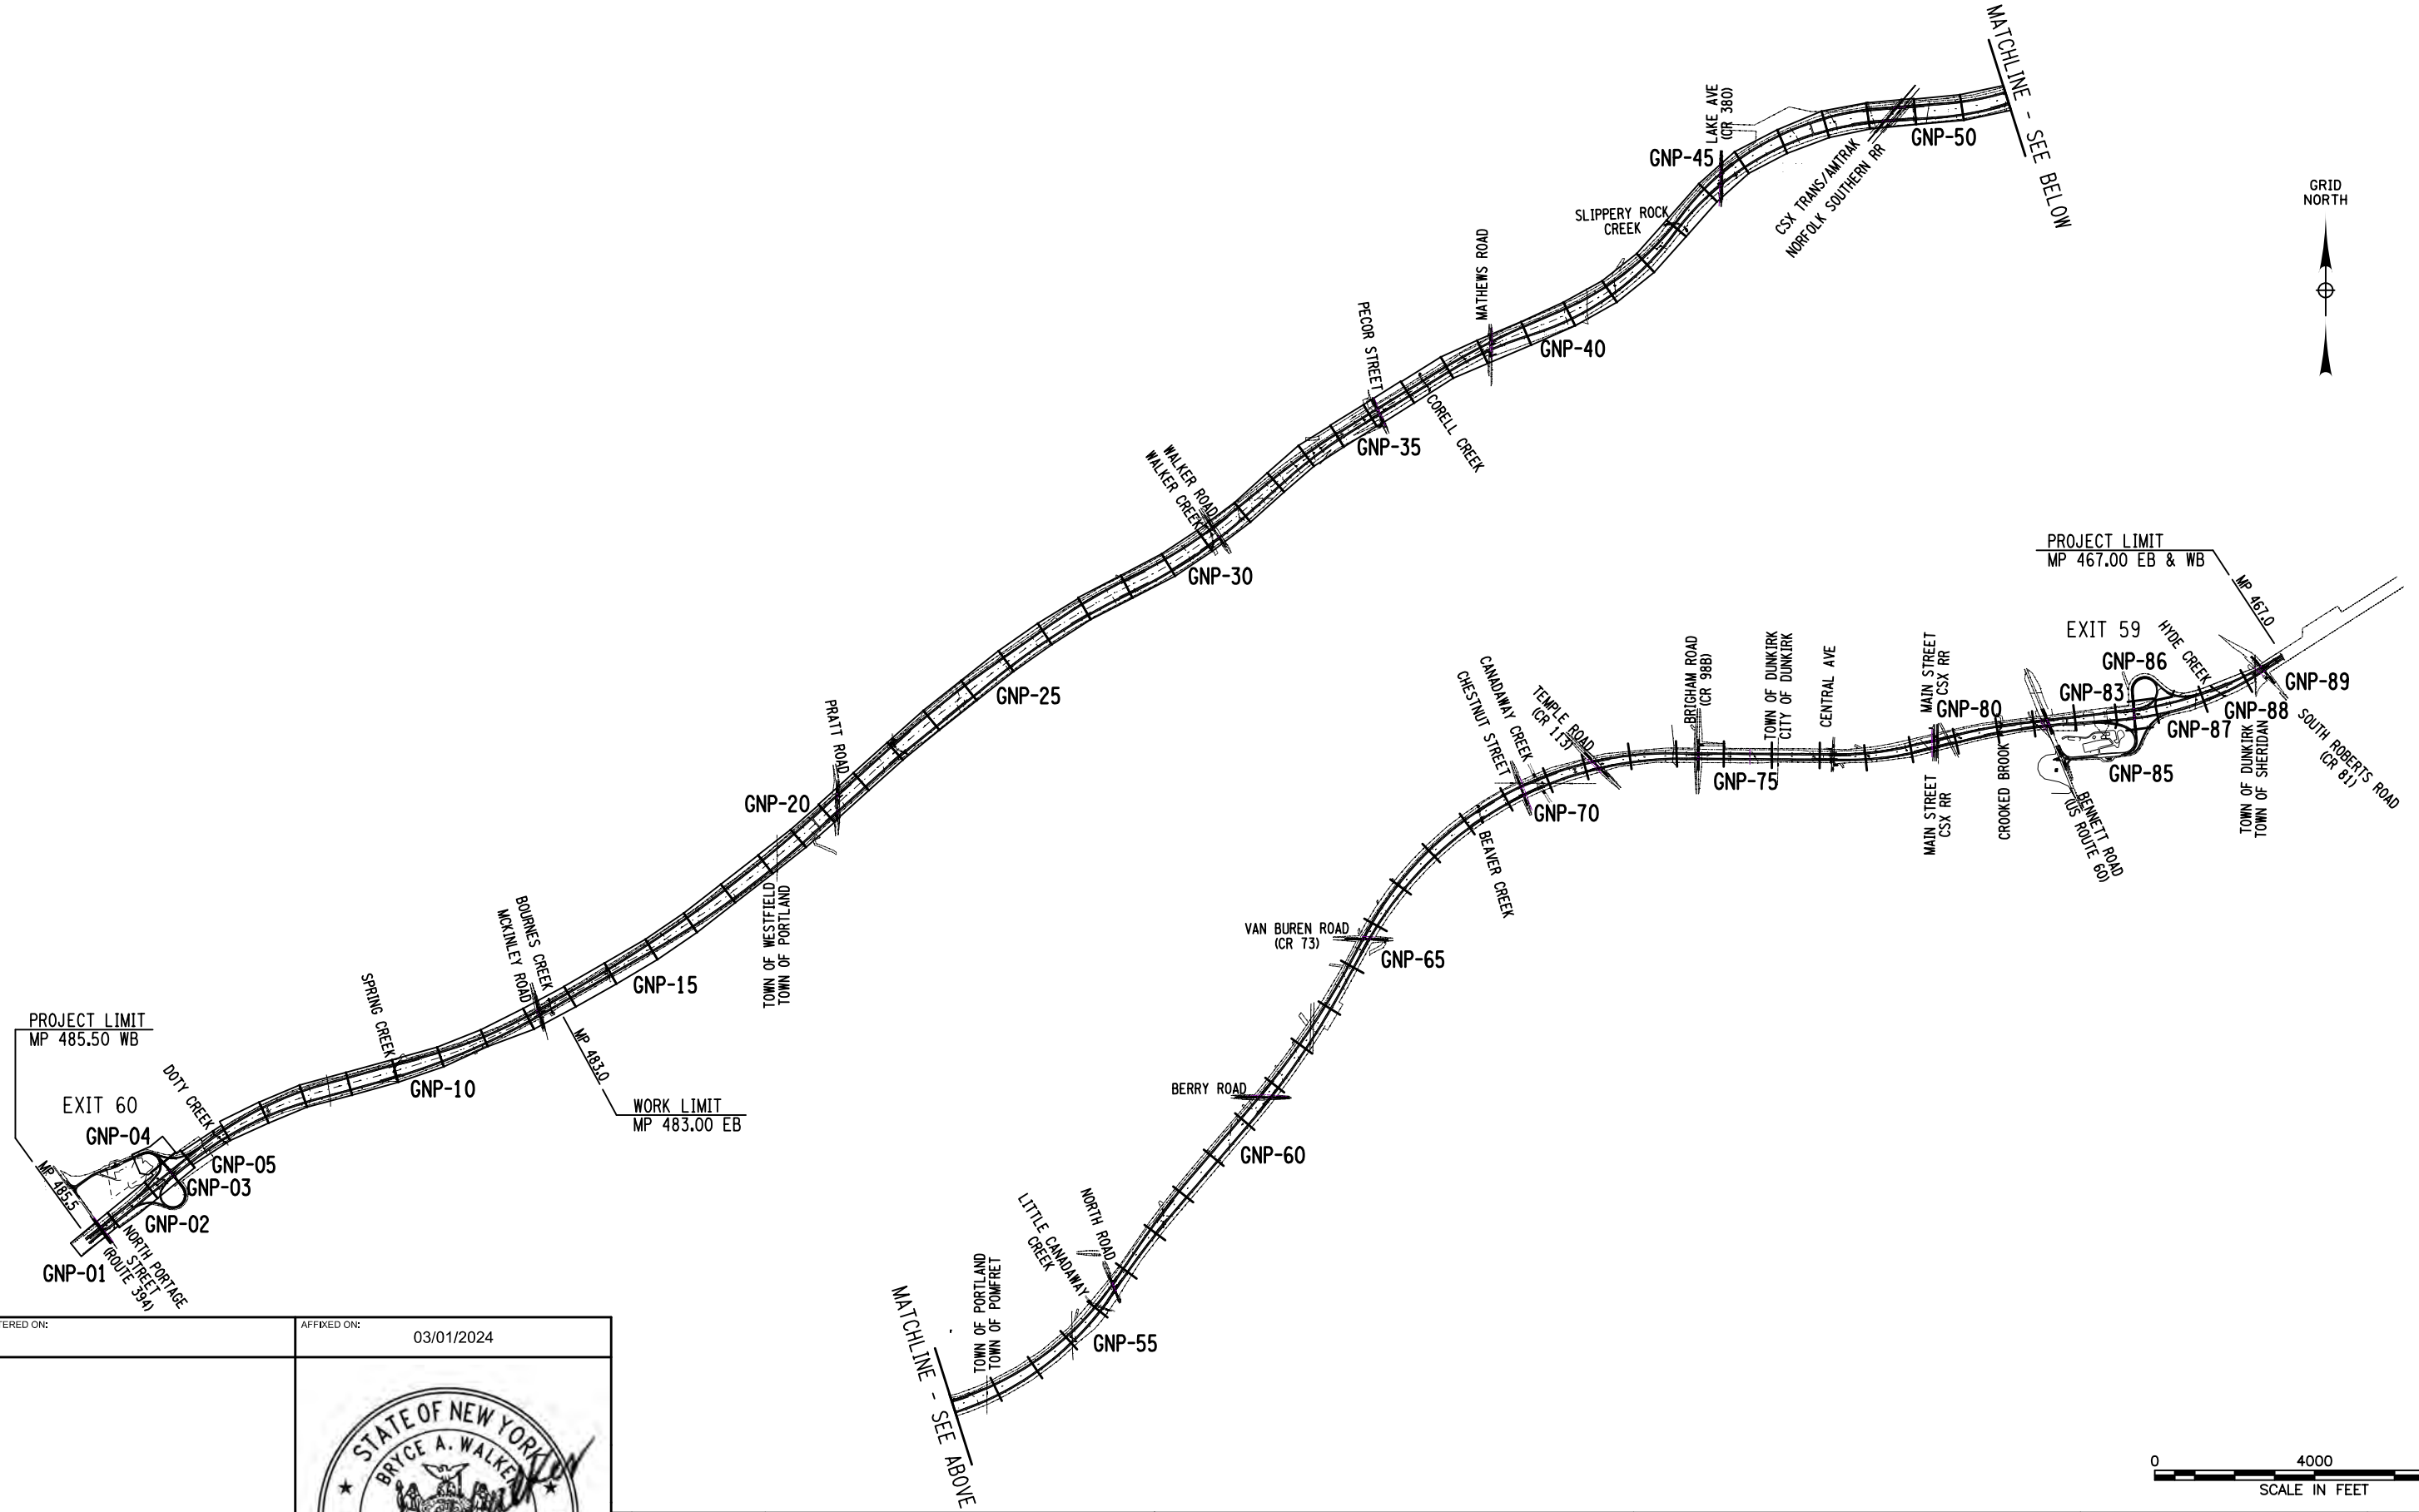 MATCHLINE - SEE BELOW
LAKE AVE
(CR 380)
GNP-50
GNP-45
CSX TRANS/AMTRAK
NORFOLK SOUTHERN RR
SLIPPERY ROCK
CREEK
GRID
NORTH
MATHEWS ROAD
PECOR STREET
GNP-40
CORELL CREEK
GNP-35
WALKER ROAD
WALKER CREEK
GNP-30
GNP-25
PRATT ROAD
GNP-20
TOWN OF WESTFIELD
TOWN OF PORTLAND
BOURNES CREEK
MCKINLEY ROAD
GNP-15
SPRING CREEK
GNP-10
MP 483.0
WORK LIMIT
MP 483.00 EB
PROJECT LIMIT
MP 485.50 WB
DOTY CREEK
EXIT 60
GNP-04
GNP-05
GNP-03
GNP-02
MP 485.5
GNP-01
NORTH PORTAGE
STREET
(ROUTE 394)
PROJECT LIMIT
MP 467.00 EB & WB
MP 467.0
EXIT 59
HYDE CREEK
GNP-86
GNP-83
GNP-89
GNP-88
GNP-87
GNP-85
SOUTH ROBERTS ROAD
(CR 81)
TOWN OF DUNKIRK
TOWN OF SHERIDAN
BENNETT ROAD
(US ROUTE 60)
CROOKED BROOK
GNP-80
MAIN STREET
CSX RR
MAIN STREET
CSX RR
CENTRAL AVE
TOWN OF DUNKIRK
CITY OF DUNKIRK
BRIGHAM ROAD
(CR 98B)
GNP-75
TEMPLE ROAD
(CR 113)
CANADAWAY CREEK
CHESTNUT STREET
GNP-70
BEAVER CREEK
VAN BUREN ROAD
(CR 73)
GNP-65
BERRY ROAD
GNP-60
NORTH ROAD
LITTLE CANADAWAY
CREEK
GNP-55
TOWN OF PORTLAND
TOWN OF POMFRET
MATCHLINE - SEE ABOVE
TERED ON:
AFFIXED ON:
03/01/2024
STATE OF NEW YORK
BRYCE A. WALKER
0 4000
SCALE IN FEET